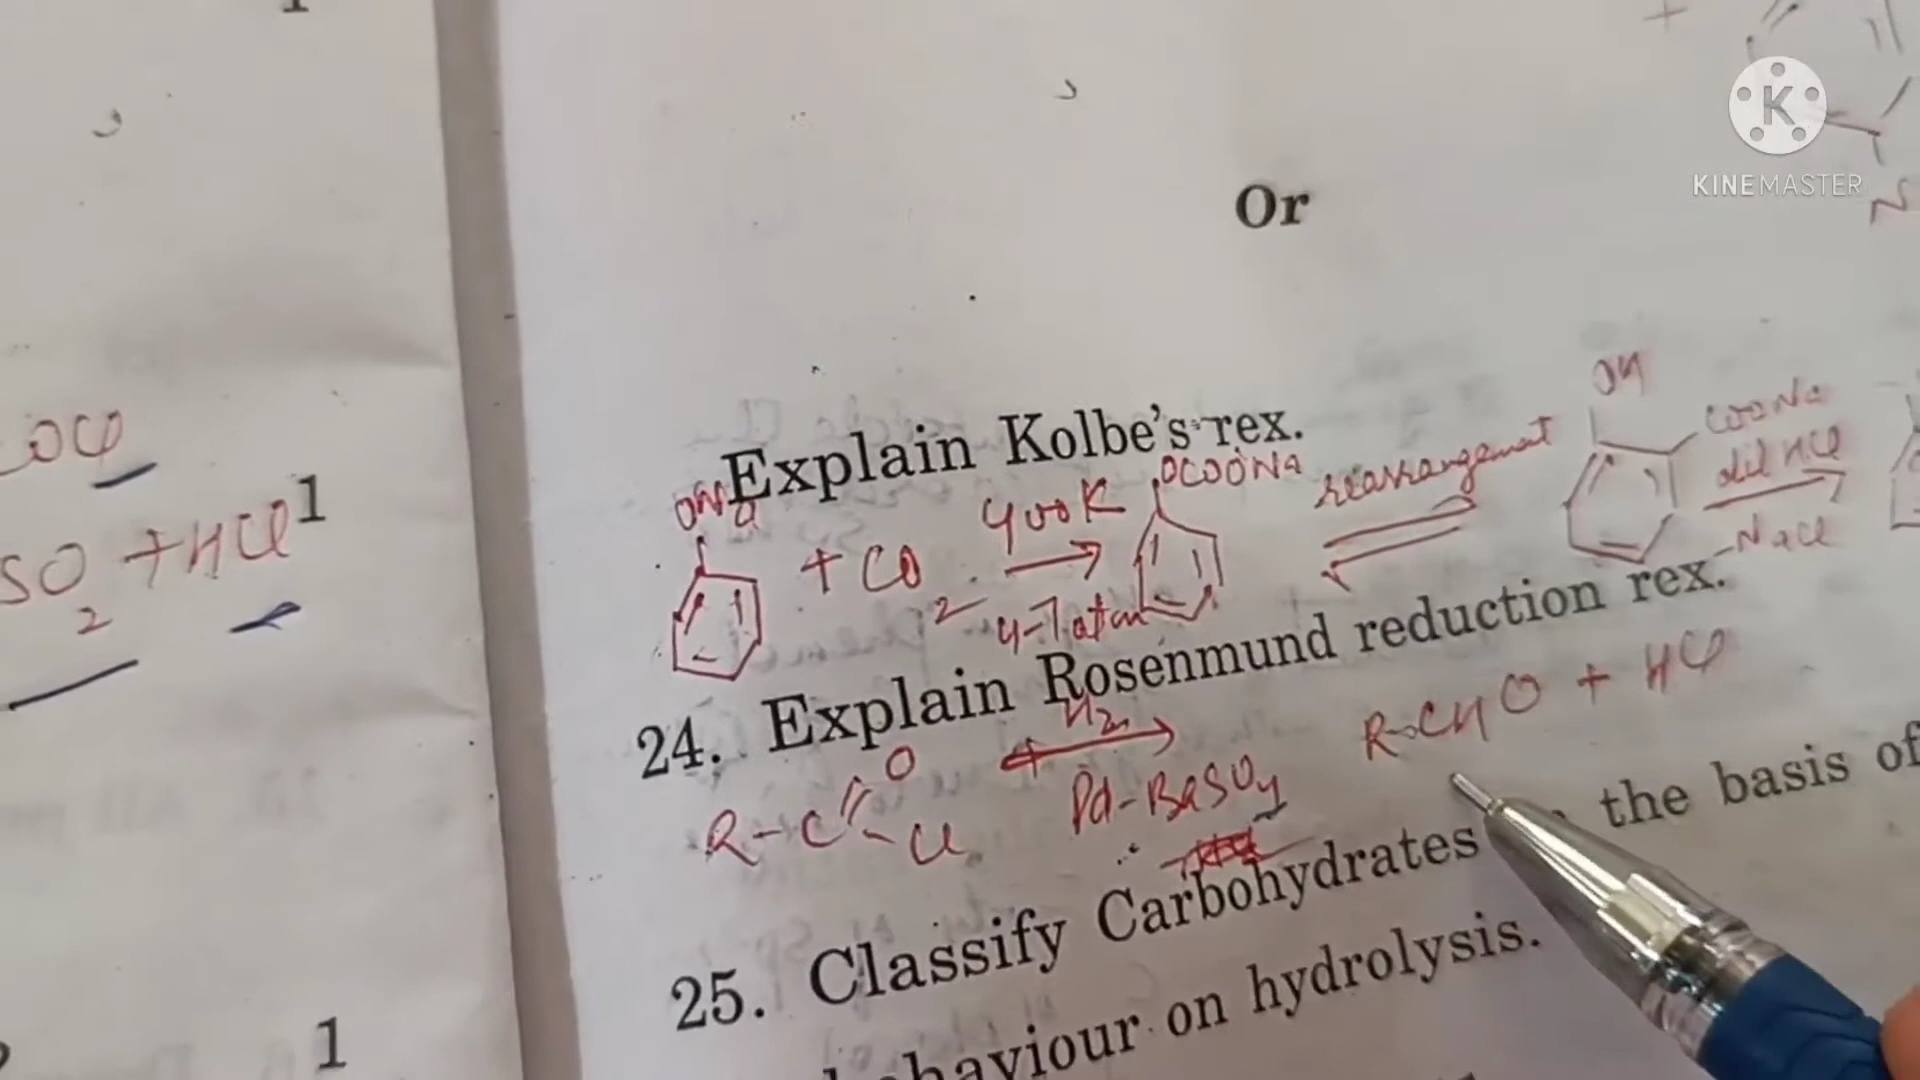 1
KINEMASTER
Or
OCl
SO2 + HCl 1
Explain Kolbe's rex.
ONa + CO2 400K 4-7 atm OCOONa rearrangement OH COONa dil HCl -NaCl
24. Explain Rosenmund reduction rex.
R-C O Cl H2 Pd-BaSO4 R-CHO + HCl
25. Classify Carbohydrates the basis of
behaviour on hydrolysis.
1